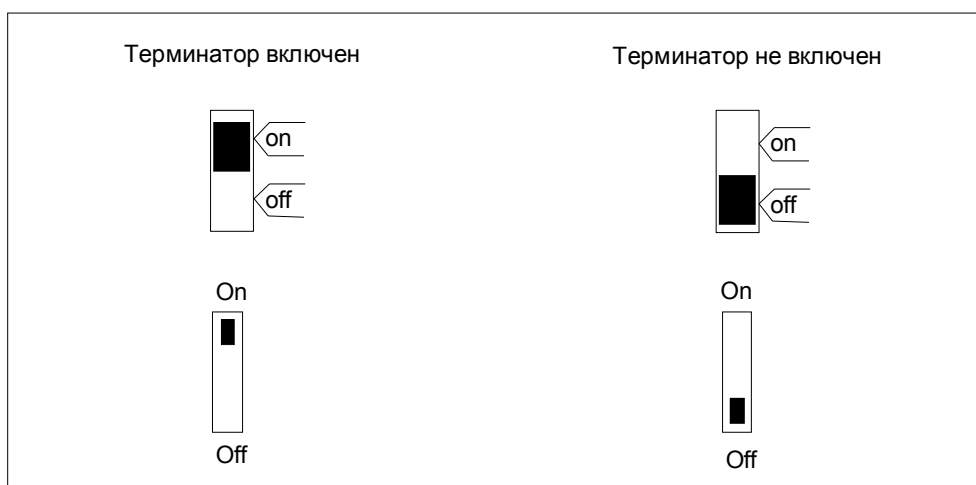 Терминатор включен
on
off
On
Off
Терминатор не включен
on
off
On
Off